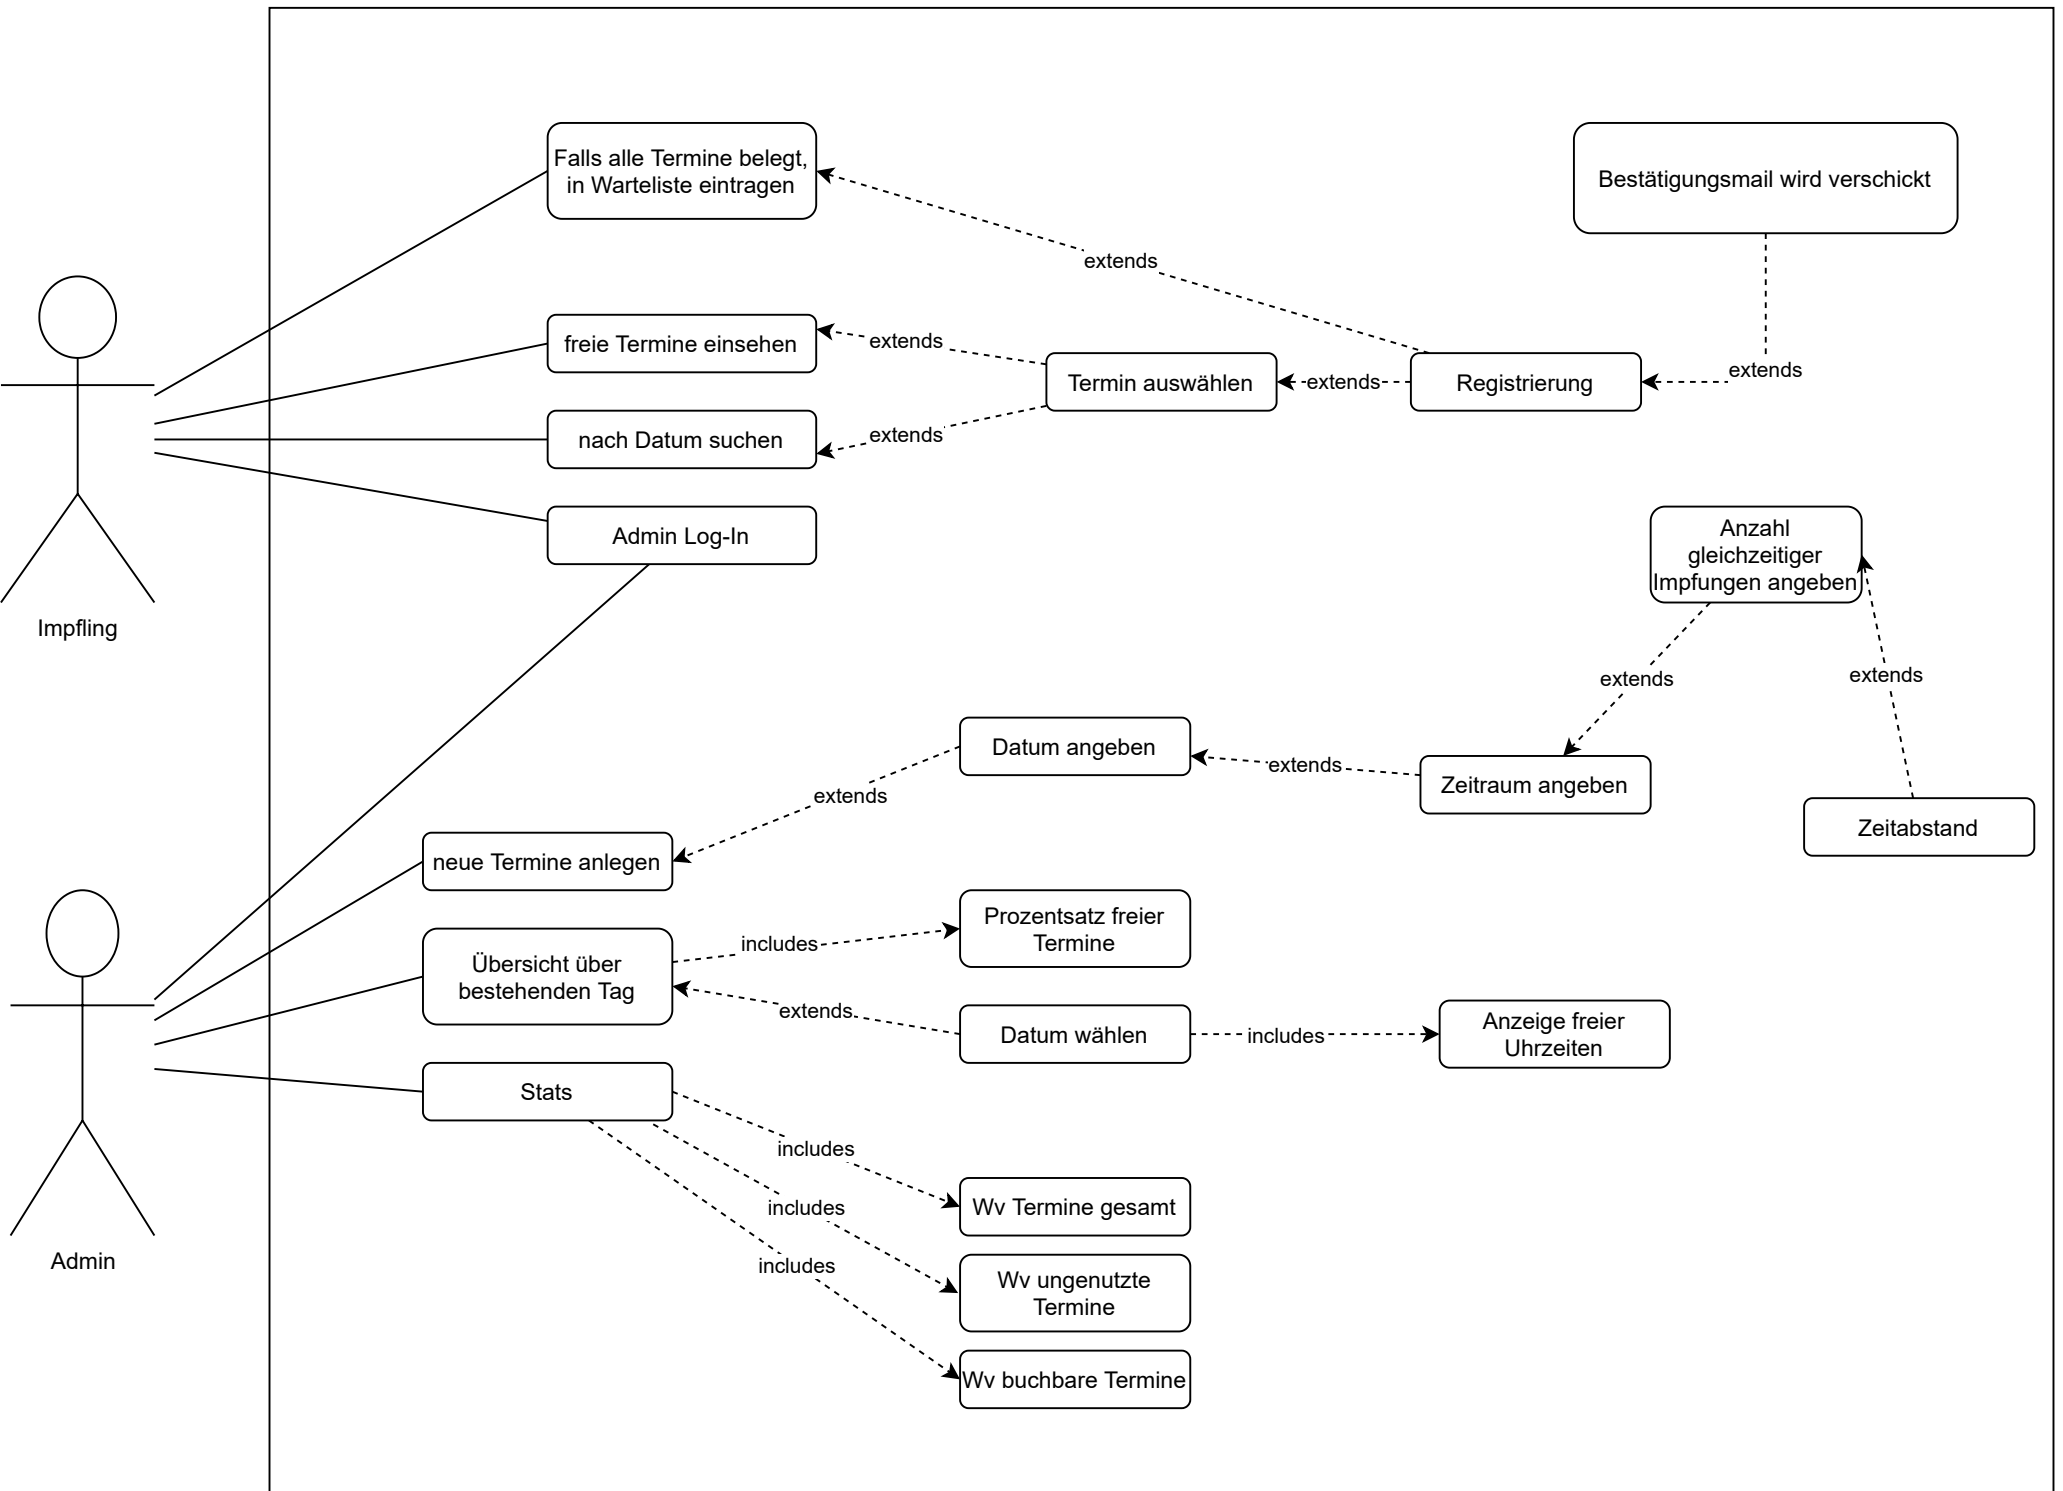 Falls alle Termine belegt,
in Warteliste eintragen
Bestätigungsmail wird verschickt
extends
freie Termine einsehen
extends
Termin auswählen
extends
Registrierung
extends
nach Datum suchen
extends
Admin Log-In
Impfling
Anzahl
gleichzeitiger
Impfungen angeben
extends
extends
Datum angeben
extends
Zeitraum angeben
extends
Zeitabstand
neue Termine anlegen
Prozentsatz freier
Termine
includes
Übersicht über
bestehenden Tag
extends
Datum wählen
includes
Anzeige freier
Uhrzeiten
Stats
includes
Wv Termine gesamt
includes
Admin
includes
Wv ungenutzte
Termine
Wv buchbare Termine